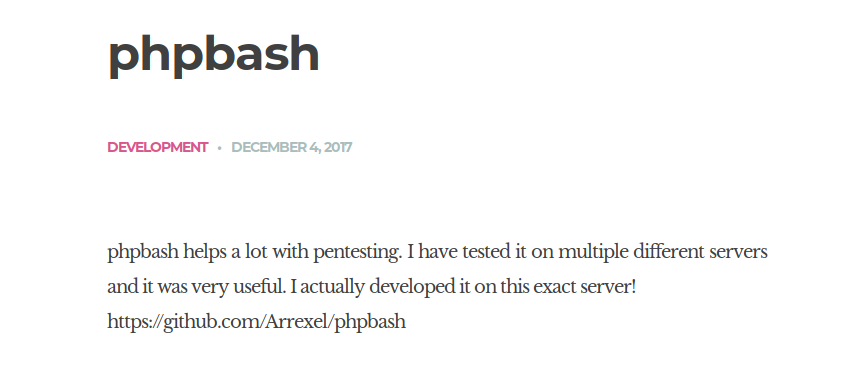 phpbash
DEVELOPMENT • DECEMBER 4, 2017
phpbash helps a lot with pentesting. I have tested it on multiple different servers
and it was very useful. I actually developed it on this exact server!
https://github.com/Arrexel/phpbash